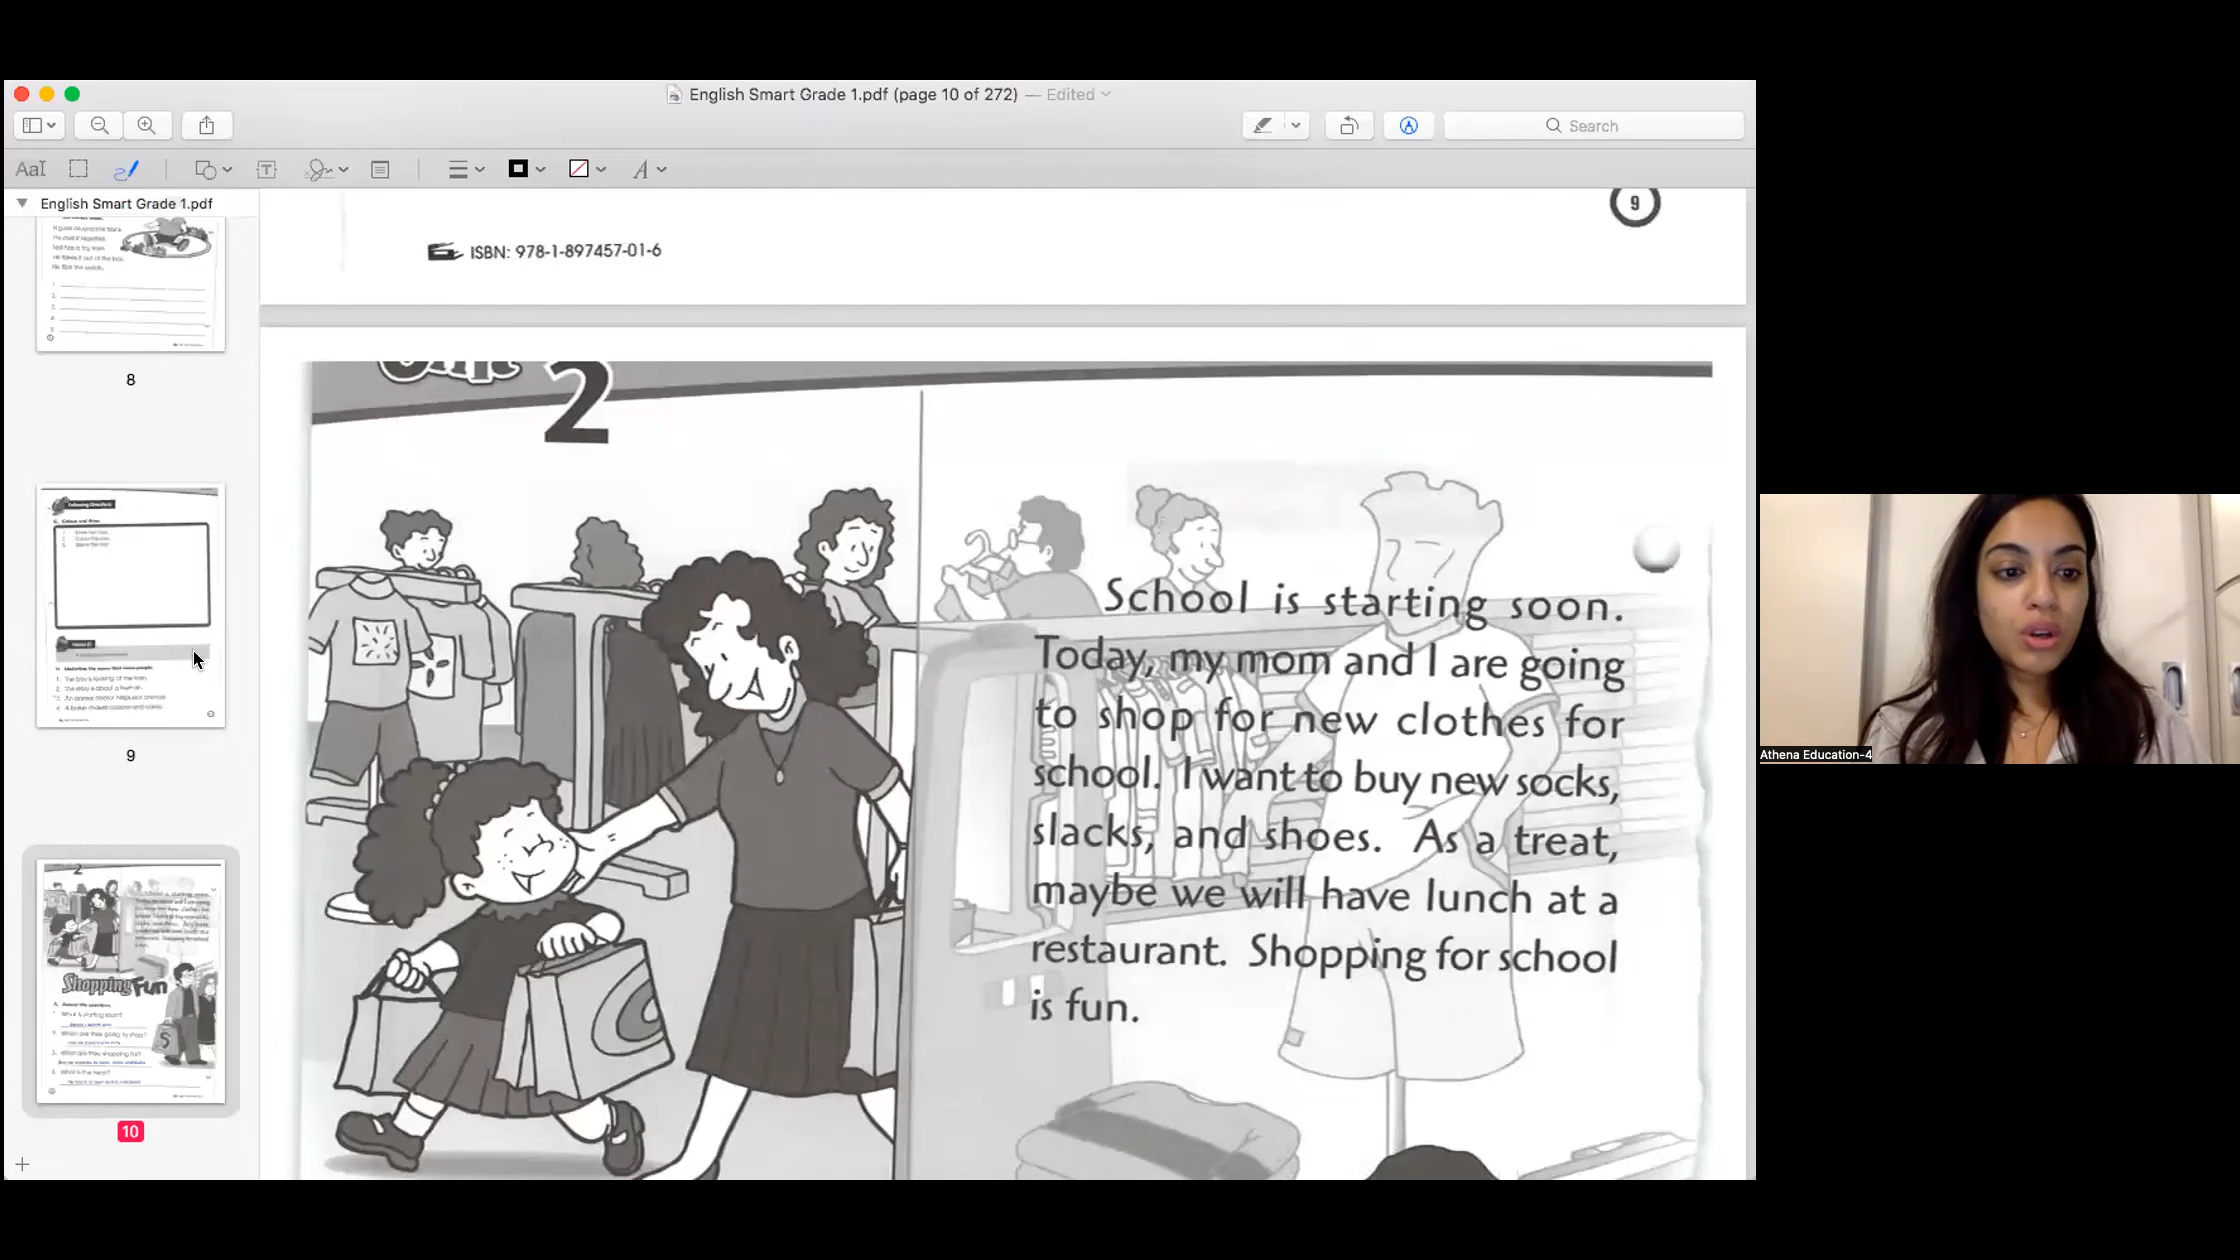 English Smart Grade 1.pdf (page 10 of 272) — Edited
Search
AaI
English Smart Grade 1.pdf
8
9
10
9
ISBN: 978-1-897457-01-6
Unit 2
School is starting soon.
Today, my mom and I are going
to shop for new clothes for
school. I want to buy new socks,
slacks, and shoes. As a treat,
maybe we will have lunch at a
restaurant. Shopping for school
is fun.
2
Shopping Fun
Athena Education-4